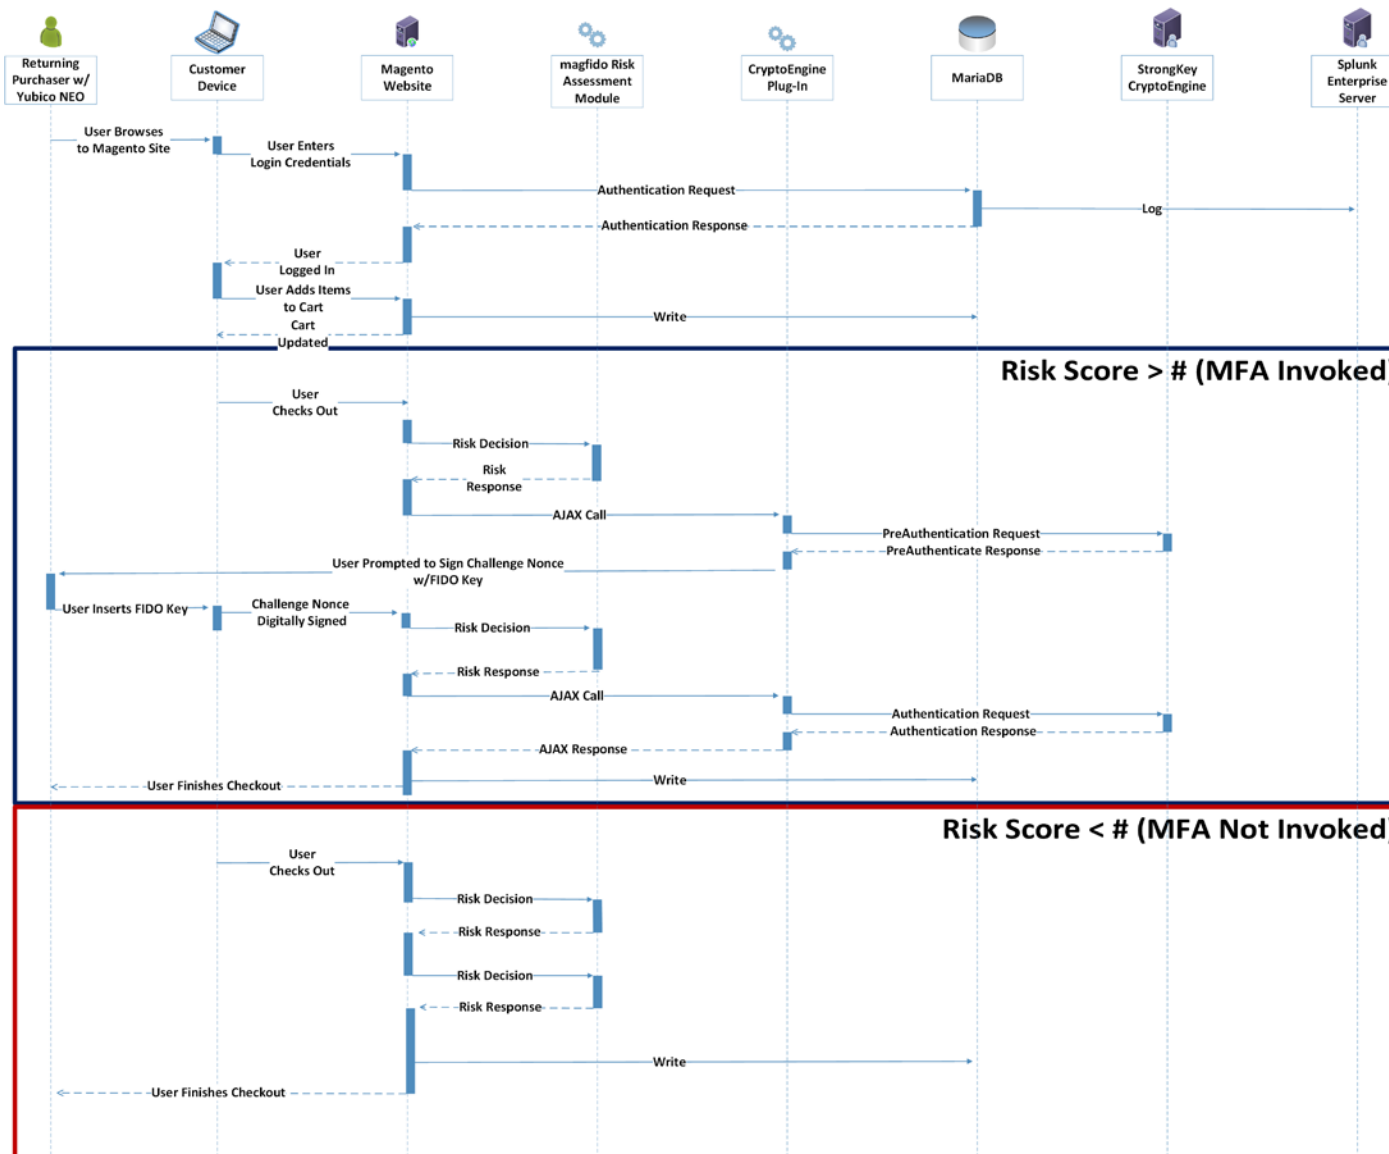 Returning
Purchaser w/
Yubico NEO
Customer
Device
Magento
Website
magfido Risk
Assessment
Module
CryptoEngine
Plug-In
MariaDB
StrongKey
CryptoEngine
Splunk
Enterprise
Server
User Browses
to Magento Site
User Enters
Login Credentials
Authentication Request
Log
Authentication Response
User
Logged In
User Adds Items
to Cart
Write
Cart
Updated
Risk Score > # (MFA Invoked)
User
Checks Out
Risk Decision
Risk
Response
AJAX Call
PreAuthentication Request
PreAuthenticate Response
User Prompted to Sign Challenge Nonce
w/FIDO Key
User Inserts FIDO Key
Challenge Nonce
Digitally Signed
Risk Decision
Risk Response
AJAX Call
Authentication Request
Authentication Response
AJAX Response
Write
User Finishes Checkout
Risk Score < # (MFA Not Invoked)
User
Checks Out
Risk Decision
Risk Response
Risk Decision
Risk Response
Write
User Finishes Checkout